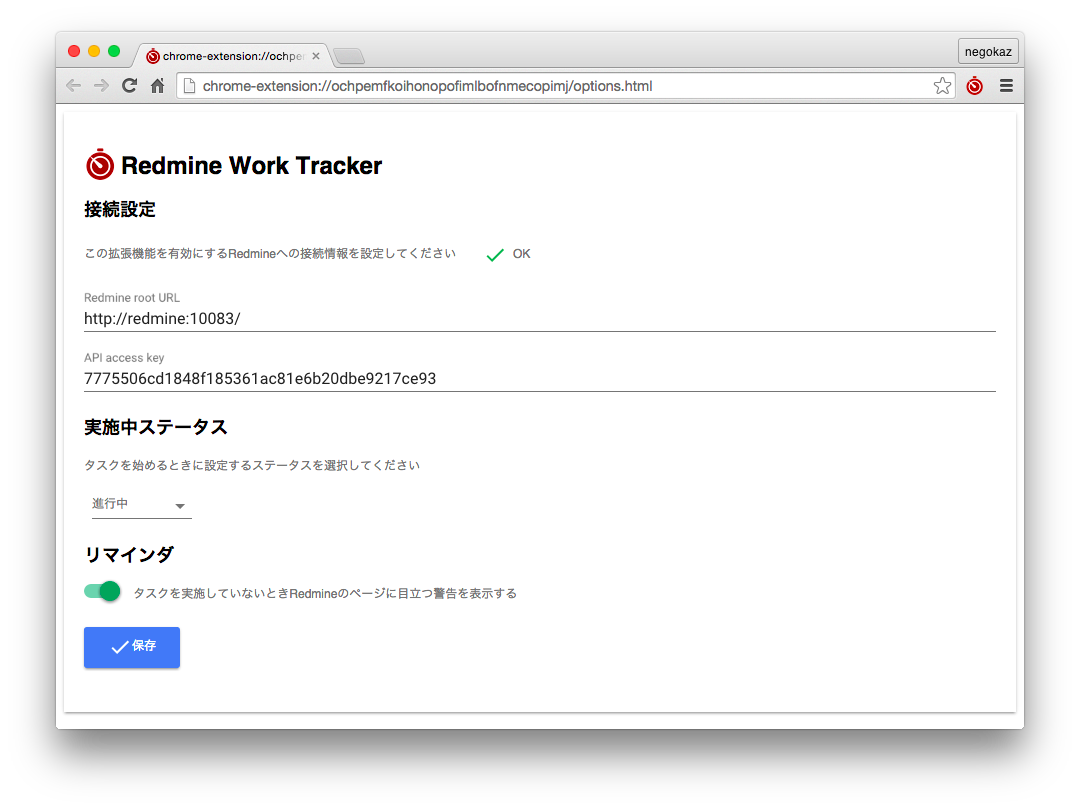 chrome-extension://ochpe
negokaz
chrome-extension://ochpemfkoihonopofimlbofnmecopimj/options.html
Redmine Work Tracker
接続設定
この拡張機能を有効にするRedmineへの接続情報を設定してください
OK
Redmine root URL
http://redmine:10083/
API access key
7775506cd1848f185361ac81e6b20dbe9217ce93
実施中ステータス
タスクを始めるときに設定するステータスを選択してください
進行中
リマインダ
タスクを実施していないときRedmineのページに目立つ警告を表示する
保存